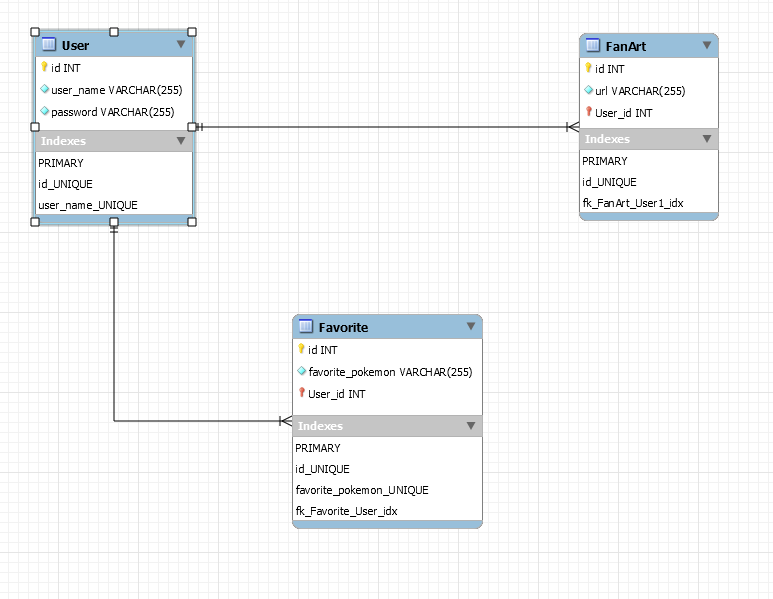 User
id INT
user_name VARCHAR(255)
password VARCHAR(255)
Indexes
PRIMARY
id_UNIQUE
user_name_UNIQUE
FanArt
id INT
url VARCHAR(255)
User_id INT
Indexes
PRIMARY
id_UNIQUE
fk_FanArt_User1_idx
Favorite
id INT
favorite_pokemon VARCHAR(255)
User_id INT
Indexes
PRIMARY
id_UNIQUE
favorite_pokemon_UNIQUE
fk_Favorite_User_idx